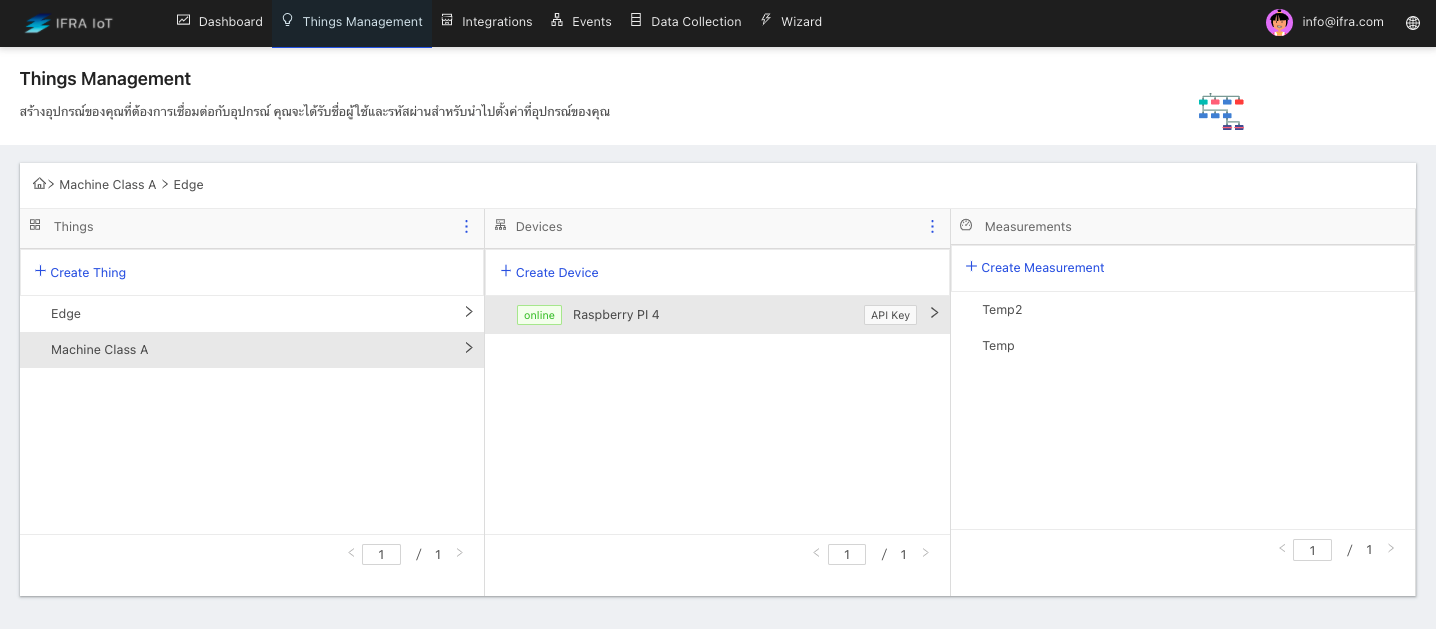 IFRA IoT Dashboard Things Management Integrations Events Data Collection Wizard info@ifra.com
Things Management
สร้างอุปกรณ์ของคุณที่ต้องการเชื่อมต่อกับอุปกรณ์ คุณจะได้รับชื่อผู้ใช้และรหัสผ่านสำหรับนำไปตั้งค่าที่อุปกรณ์ของคุณ
> Machine Class A > Edge
Things
+ Create Thing
Edge >
Machine Class A >
< 1 / 1 >
Devices
+ Create Device
online Raspberry PI 4 API Key >
< 1 / 1 >
Measurements
+ Create Measurement
Temp2
Temp
< 1 / 1 >